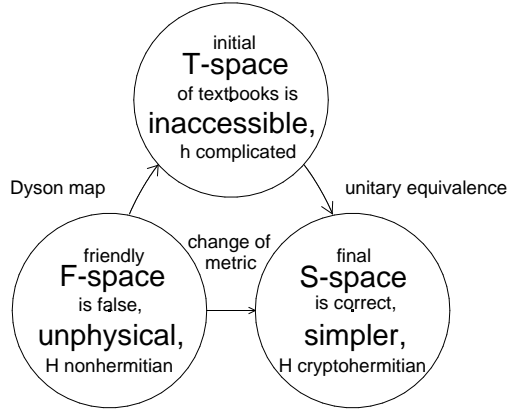 initial
T-space
of textbooks is
inaccessible,
h complicated
Dyson map
unitary equivalence
friendly
F-space
is false,
unphysical,
H nonhermitian
change of
metric
final
S-space
is correct,
simpler,
H cryptohermitian